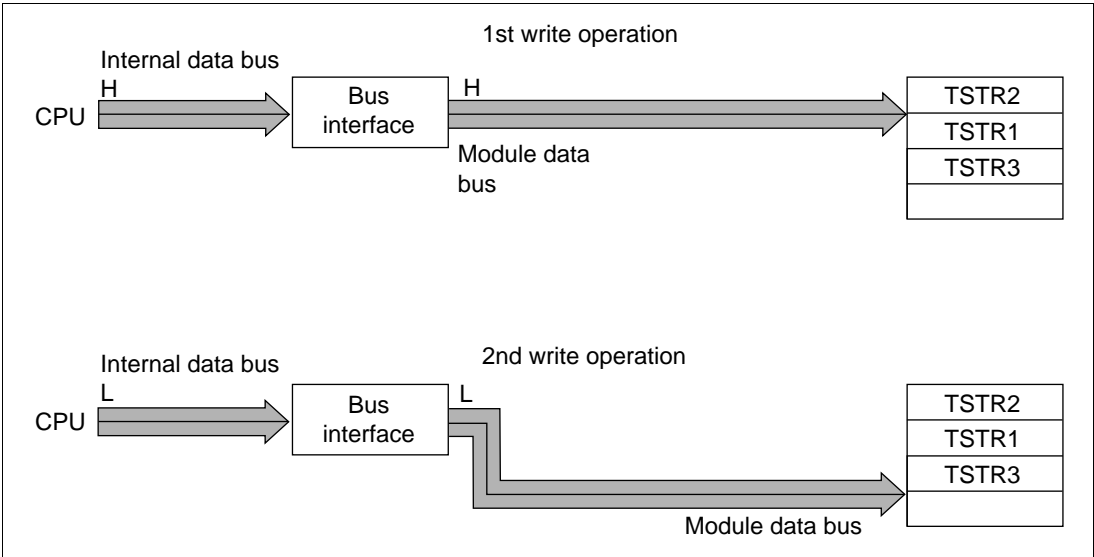 1st write operation
Internal data bus
H
CPU
Bus
interface
H
Module data
bus
TSTR2
TSTR1
TSTR3
2nd write operation
Internal data bus
L
CPU
Bus
interface
L
Module data bus
TSTR2
TSTR1
TSTR3